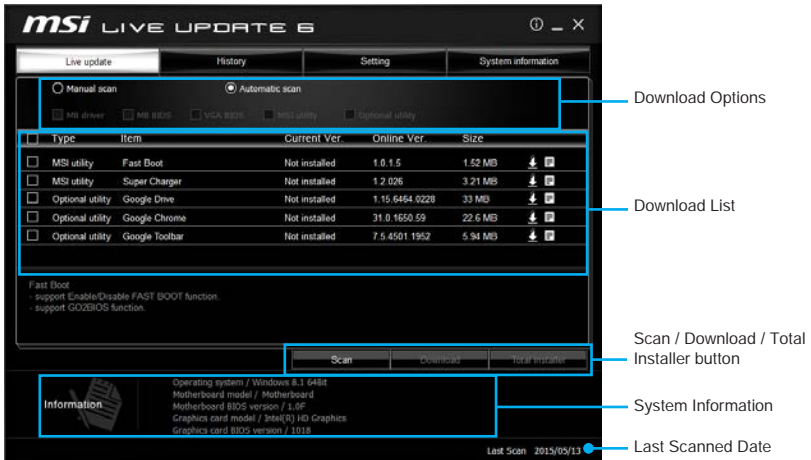 msi LIVE UPDATE 6
Live update History Setting System information
Manual scan Automatic scan
MB driver MB BIOS VGA BIOS MSI utility Optional utility
Download Options
Type Item Current Ver. Online Ver. Size
MSI utility Fast Boot Not installed 1.0.1.5 1.52 MB
MSI utility Super Charger Not installed 1.2.026 3.21 MB
Optional utility Google Drive Not installed 1.15.6464.0228 33 MB
Download List
Optional utility Google Chrome Not installed 31.0.1650.59 22.6 MB
Optional utility Google Toolbar Not installed 7.5.4501.1952 5.94 MB
Fast Boot
- support Enable/Disable FAST BOOT function.
- support GO2BIOS function.
Scan Download Total Installer
Scan / Download / Total
Installer button
Information
Operating system / Windows 8.1 64Bit
Motherboard model / Motherboard
Motherboard BIOS version / 1.0F
Graphics card model / Intel(R) HD Graphics
Graphics card BIOS version / 1018
System Information
Last Scan 2015/05/13
Last Scanned Date